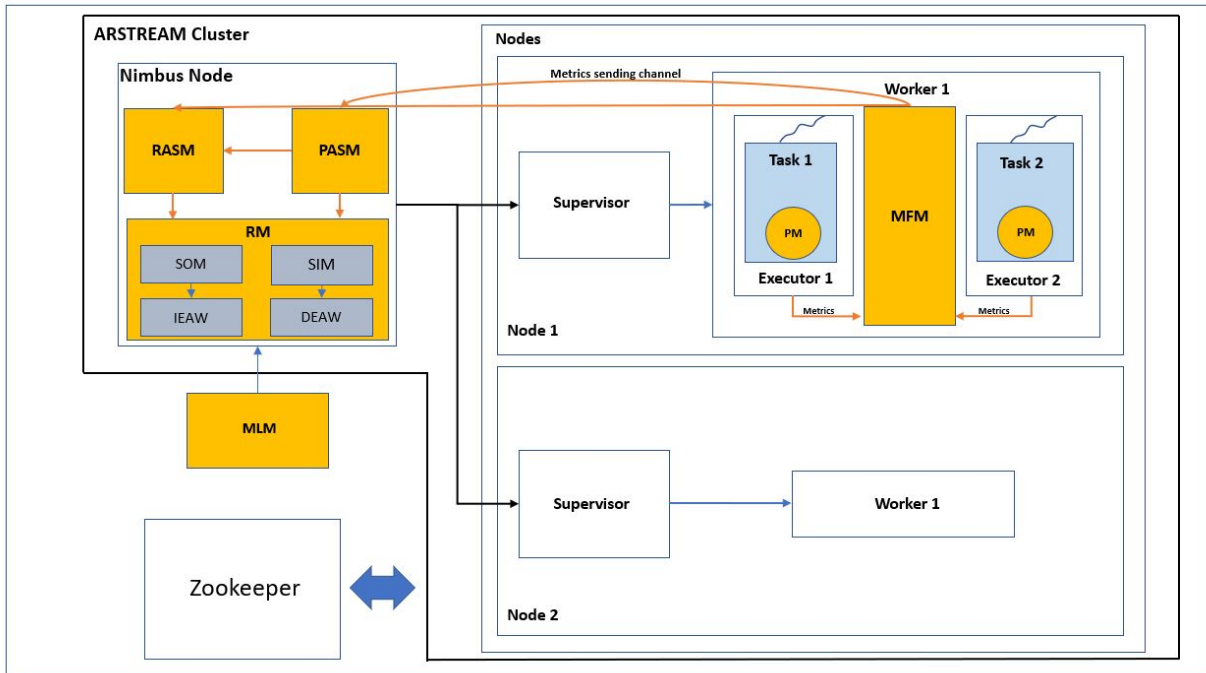 ARSTREAM Cluster
Nodes
Nimbus Node
Metrics sending channel
Worker 1
RASM
PASM
Supervisor
Task 1
PM
Executor 1
MFM
Task 2
PM
Executor 2
Metrics
Metrics
RM
SOM
SIM
IEAW
DEAW
Node 1
MLM
Supervisor
Worker 1
Zookeeper
Node 2